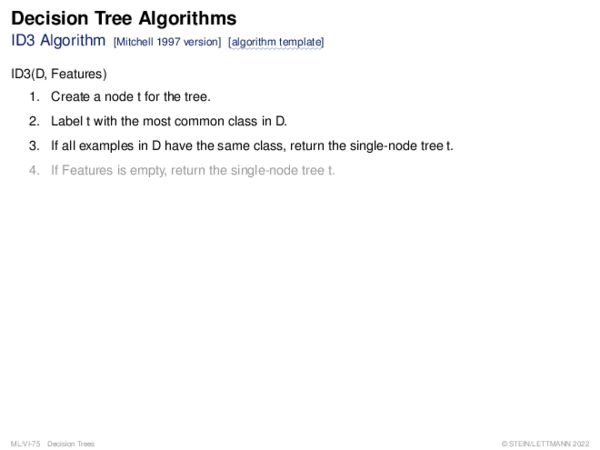 Decision Tree Algorithms
ID3 Algorithm [Mitchell 1997 version] [algorithm template]
ID3(D, Features)
1. Create a node t for the tree.
2. Label t with the most common class in D.
3. If all examples in D have the same class, return the single-node tree t.
4. If Features is empty, return the single-node tree t.
ML:VI-75 Decision Trees © STEIN/LETTMANN 2022